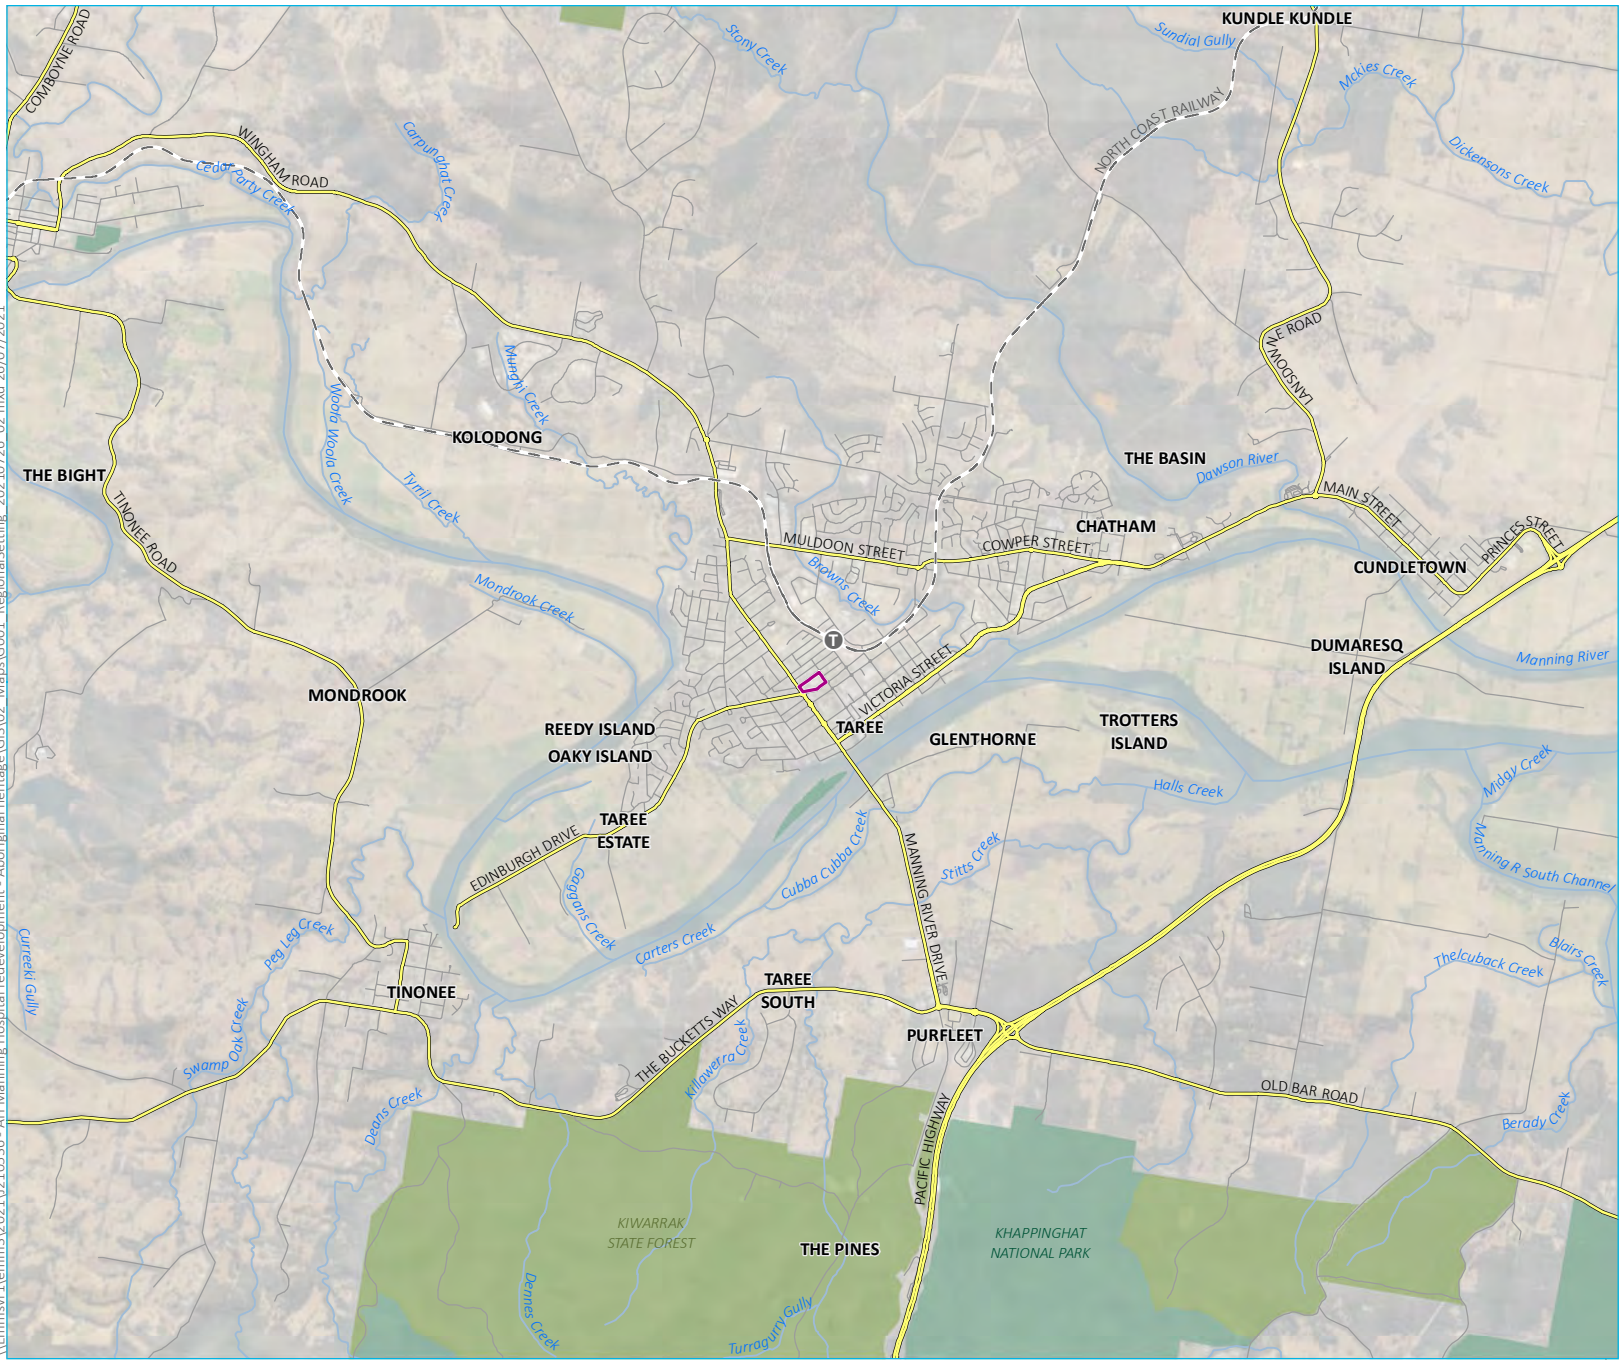 KUNDLE KUNDLE
COMBOYNE ROAD
Stony Creek
Sundial Gully
Mckies Creek
NORTH COAST RAILWAY
WINGHAM ROAD
Carpunghat Creek
Cedar Party Creek
Dickensons Creek
LANSDOWNE ROAD
Munghi Creek
Woola Woola Creek
KOLODONG
THE BASIN
Dawson River
THE BIGHT
Tyrril Creek
MAIN STREET
TINONEE ROAD
CHATHAM
PRINCES STREET
MULDOON STREET
COWPER STREET
CUNDLETOWN
Browns Creek
Mondrook Creek
T
DUMARESQ
ISLAND
Manning River
VICTORIA STREET
MONDROOK
REEDY ISLAND
OAKY ISLAND
TAREE
GLENTHORNE
TROTTERS
ISLAND
Midgy Creek
Halls Creek
TAREE
ESTATE
EDINBURGH DRIVE
Cubba Cubba Creek
MANNING RIVER DRIVE
Stitts Creek
Manning R South Channel
Gaggans Creek
Peg Leg Creek
Carters Creek
Curreeki Gully
Blairs Creek
Thelcuback Creek
TINONEE
TAREE
SOUTH
THE BUCKETTS WAY
Killawerra Creek
PURFLEET
Swamp Oak Creek
Deans Creek
OLD BAR ROAD
Berady Creek
PACIFIC HIGHWAY
KIWARRAK
STATE FOREST
THE PINES
KHAPPINGHAT
NATIONAL PARK
Dennes Creek
Turragurry Gully